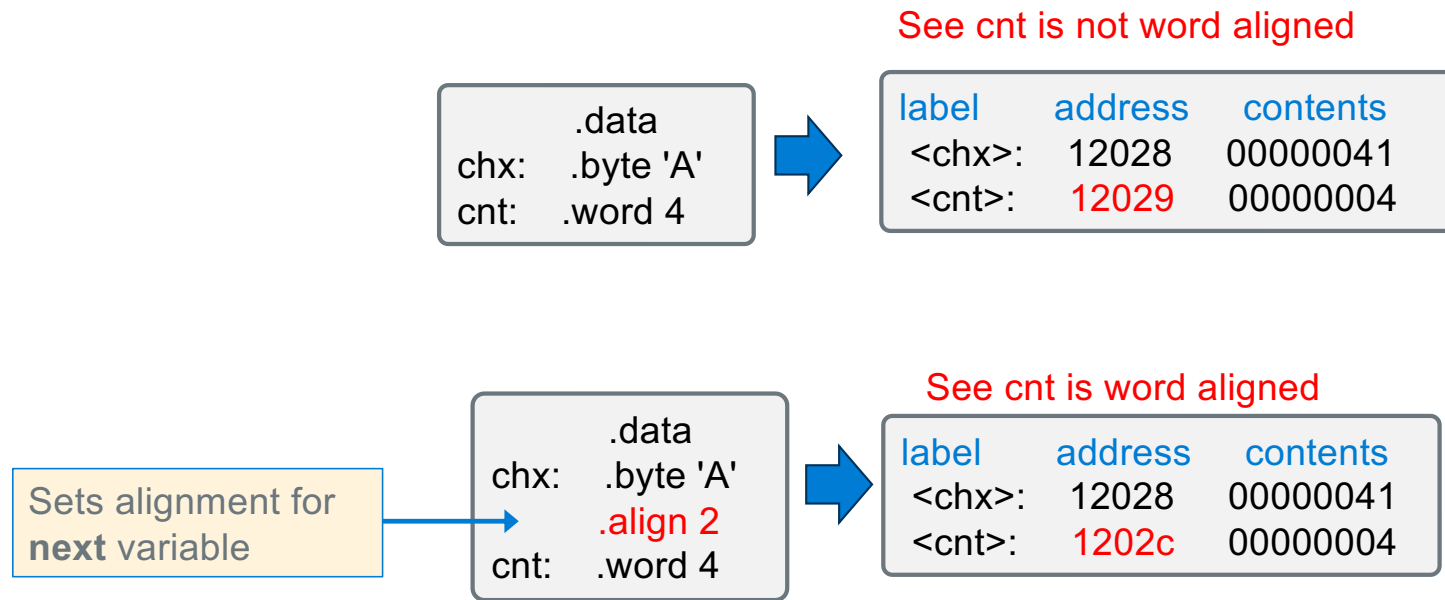 See cnt is not word aligned
.data
chx: .byte 'A'
cnt: .word 4
label address contents
<chx>: 12028 00000041
<cnt>: 12029 00000004
See cnt is word aligned
Sets alignment for
next variable
.data
chx: .byte 'A'
.align 2
cnt: .word 4
label address contents
<chx>: 12028 00000041
<cnt>: 1202c 00000004